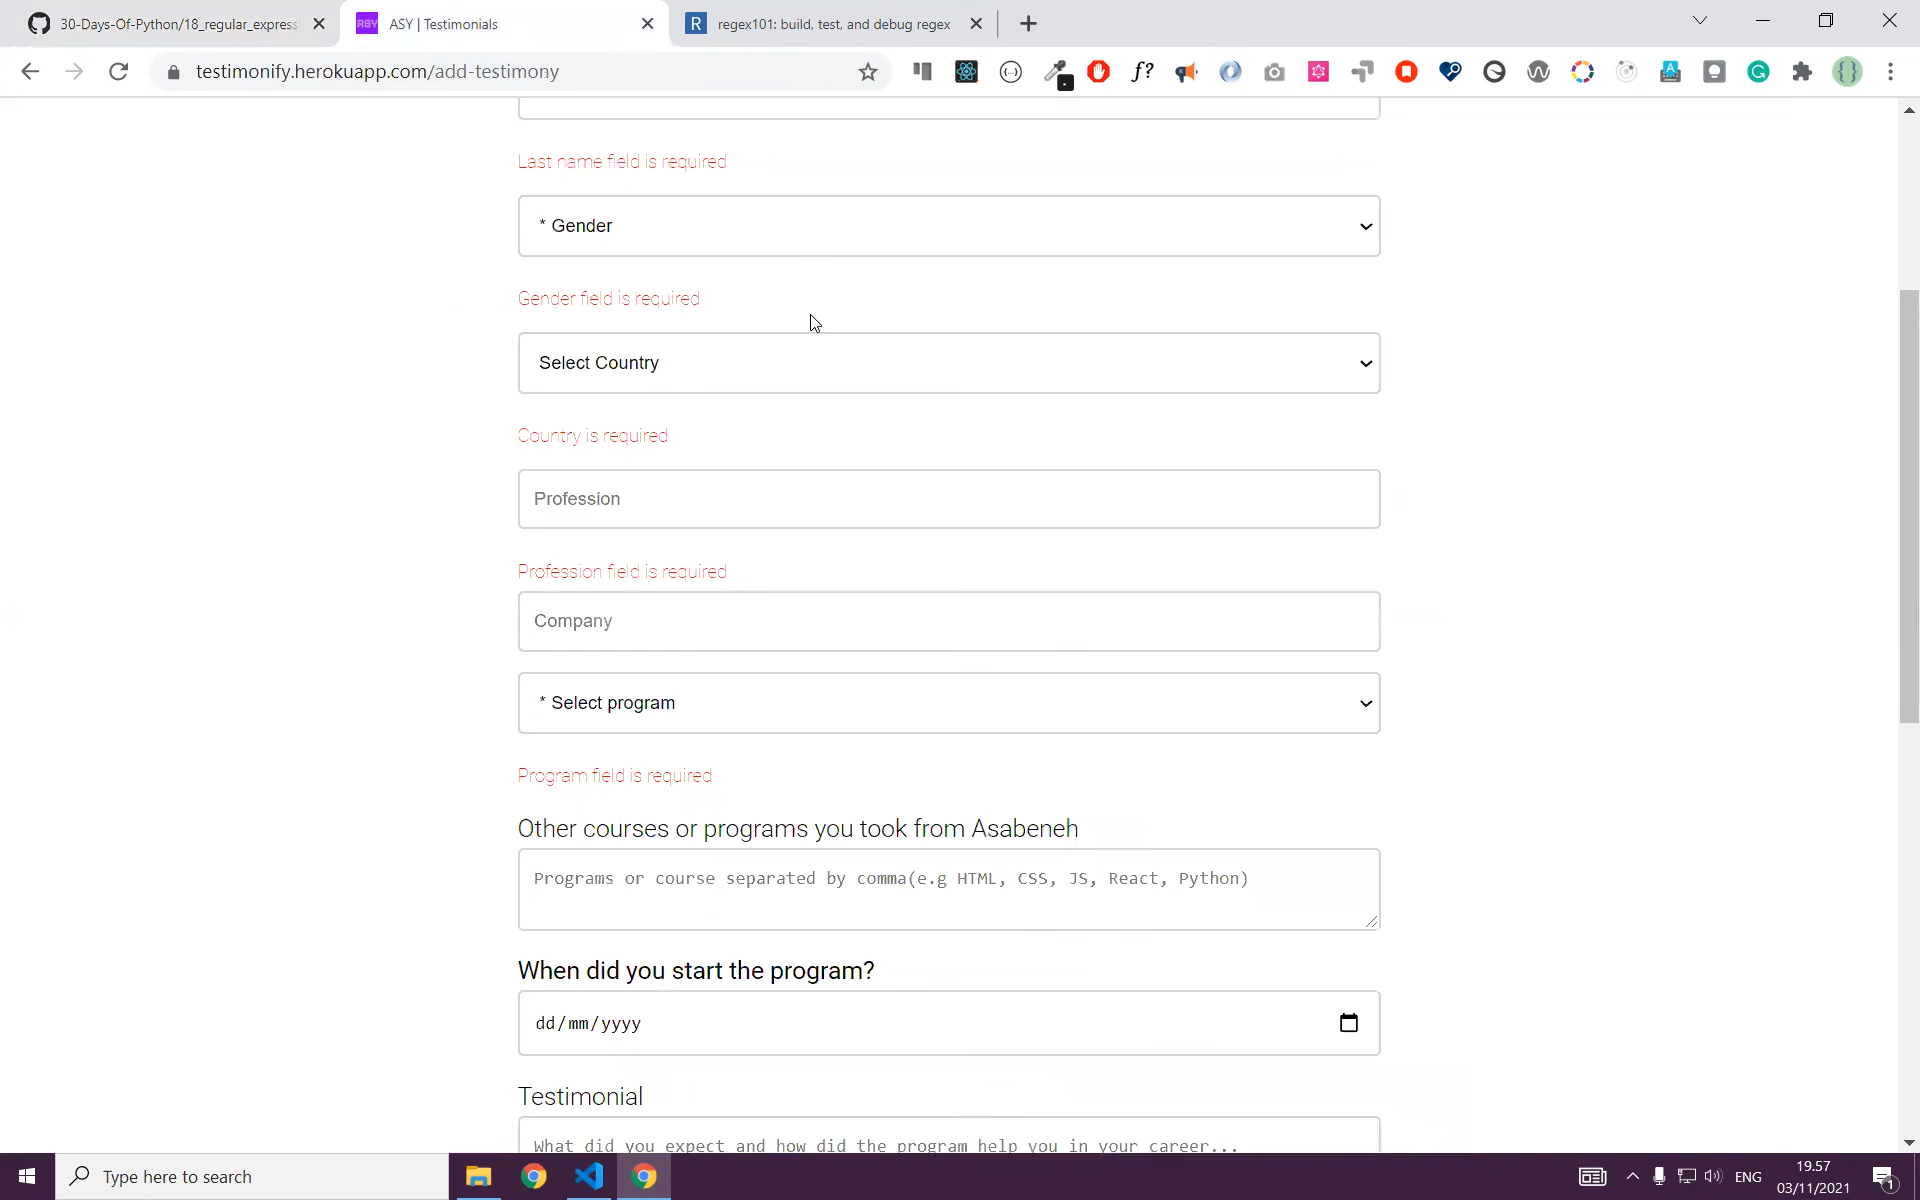 30-Days-Of-Python/18_regular_express
ASY
ASY | Testimonials
R
regex101: build, test, and debug regex
testimonify.herokuapp.com/add-testimony
f?
Last name field is required
* Gender
Gender field is required
Select Country
Country is required
Profession
Profession field is required
Company
* Select program
Program field is required
Other courses or programs you took from Asabeneh
Programs or course separated by comma(e.g HTML, CSS, JS, React, Python)
When did you start the program?
dd/mm/yyyy
Testimonial
What did you expect and how did the program help you in your career...
Type here to search
ENG
19.57
03/11/2021
1